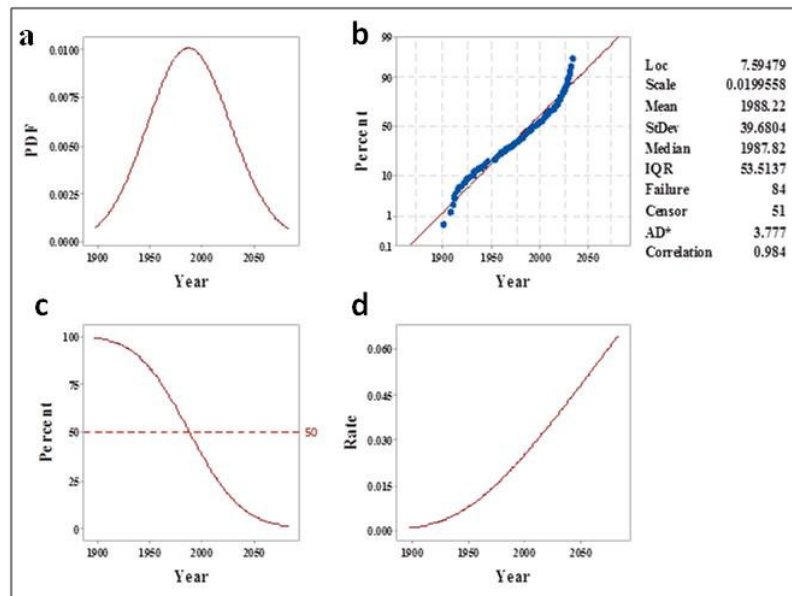 a
0.0100
0.0075
0.0050
0.0025
0.0000
PDF
1900 1950 2000 2050
Year
b
99
90
50
10
1
0.1
Percent
1900 1950 2000 2050
Year
Loc 7.59479
Scale 0.0199558
Mean 1988.22
StDev 39.6804
Median 1987.82
IQR 53.5137
Failure 84
Censor 51
AD* 3.777
Correlation 0.984
c
100
75
50
25
0
Percent
50
1900 1950 2000 2050
Year
d
0.060
0.045
0.030
0.015
0.000
Rate
1900 1950 2000 2050
Year